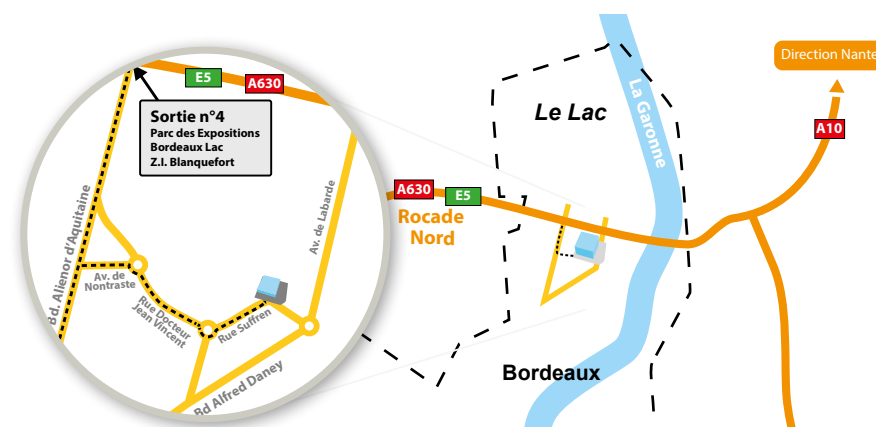 E5
A630
Sortie n°4
Parc des Expositions
Bordeaux Lac
Z.I. Blanquefort
Bd. Alienor d'Aquitaine
Av. de Labarde
Av. de
Nontraste
Rue Docteur
Jean Vincent
Rue Suffren
Bd Alfred Daney
A630
E5
Rocade
Nord
Le Lac
La Garonne
Bordeaux
Direction Nante
A10